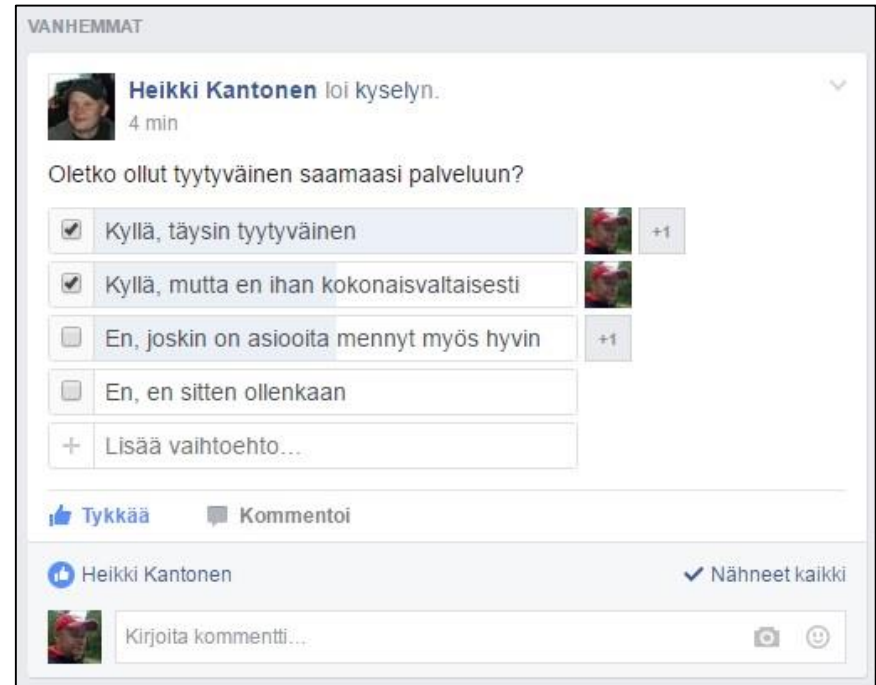 VANHEMMAT
Heikki Kantonen loi kyselyn.
4 min
Oletko ollut tyytyväinen saamaasi palveluun?
Kyllä, täysin tyytyväinen +1
Kyllä, mutta en ihan kokonaisvaltaisesti
En, joskin on asiooita mennyt myös hyvin +1
En, en sitten ollenkaan
+ Lisää vaihtoehto...
Tykkää Kommentoi
Heikki Kantonen Nähneet kaikki
Kirjoita kommentti...